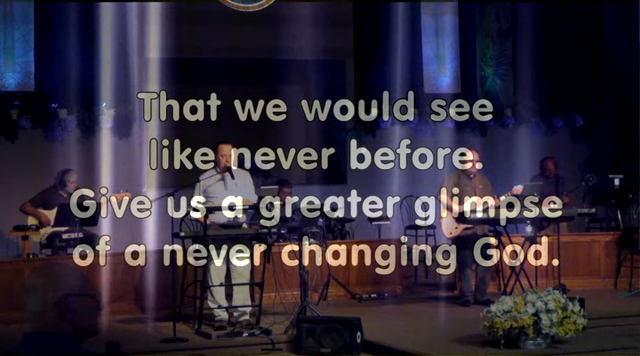 That we would see
like never before.
Give us a greater glimpse
of a never changing God.